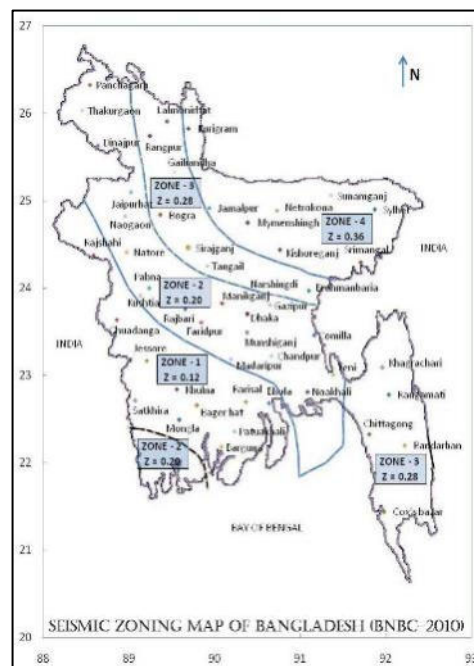 27
N
Panchagarh
26
Thakurgaon
Lalmonirhat
Kurigram
Dinajpur
Rangpur
Gaibandha
ZONE - 3
Z = 0.28
25
Jaipurhat
Jamalpur
Netrokona
Sunamganj
Naogaon
Bogra
Mymensingh
ZONE - 4
Z = 0.36
Sylhet
Rajshahi
Sirajganj
Kishoreganj
Srimangal
INDIA
Natore
Tangail
24
Pabna
ZONE - 2
Z = 0.20
Narshingdi
Brahmanbaria
Kushtia
Manikganj
Gazipur
Rajbari
Dhaka
Chuadanga
Faridpur
Munshiganj
Comilla
INDIA
Jessore
Chandpur
23
ZONE - 1
Z = 0.12
Madaripur
Feni
Khagrachari
Khulna
Barisal
Bhola
Noakhali
Rangamati
Satkhira
Bagerhat
Mongla
Patuakhali
Chittagong
Barguna
Bandarban
22
ZONE - 2
Z = 0.20
ZONE - 3
Z = 0.28
Cox's bazar
BAY OF BENGAL
21
SEISMIC ZONING MAP OF BANGLADESH (BNBC-2010)
20
88 89 90 91 92 93